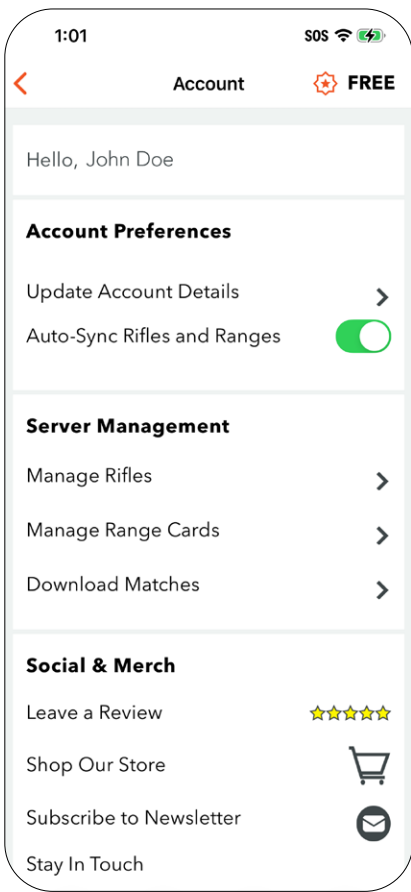 1:01 SOS
Account FREE
Hello, John Doe
Account Preferences
Update Account Details
Auto-Sync Rifles and Ranges
Server Management
Manage Rifles
Manage Range Cards
Download Matches
Social & Merch
Leave a Review
Shop Our Store
Subscribe to Newsletter
Stay In Touch